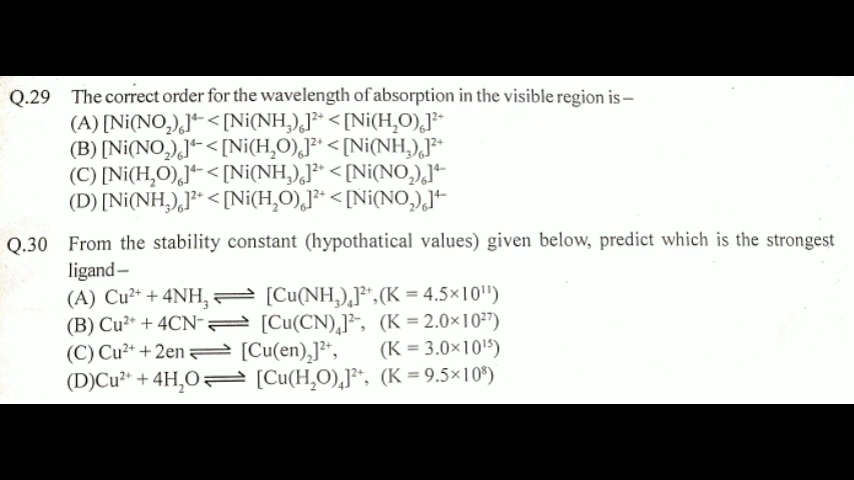 Q.29 The correct order for the wavelength of absorption in the visible region is –
(A) [Ni(NO₂)₆]⁴⁻ < [Ni(NH₃)₆]²⁺ < [Ni(H₂O)₆]²⁺
(B) [Ni(NO₂)₆]⁴⁻ < [Ni(H₂O)₆]²⁺ < [Ni(NH₃)₆]²⁺
(C) [Ni(H₂O)₆]⁴⁻ < [Ni(NH₃)₆]²⁺ < [Ni(NO₂)₆]⁴⁻
(D) [Ni(NH₃)₆]²⁺ < [Ni(H₂O)₆]²⁺ < [Ni(NO₂)₆]⁴⁻
Q.30 From the stability constant (hypothatical values) given below, predict which is the strongest
ligand –
(A) Cu²⁺ + 4NH₃ ⇌ [Cu(NH₃)₄]²⁺, (K = 4.5×10¹¹)
(B) Cu²⁺ + 4CN⁻ ⇌ [Cu(CN)₄]²⁻, (K = 2.0×10²⁷)
(C) Cu²⁺ + 2en ⇌ [Cu(en)₂]²⁺, (K = 3.0×10¹⁵)
(D)Cu²⁺ + 4H₂O ⇌ [Cu(H₂O)₄]²⁺, (K = 9.5×10⁸)